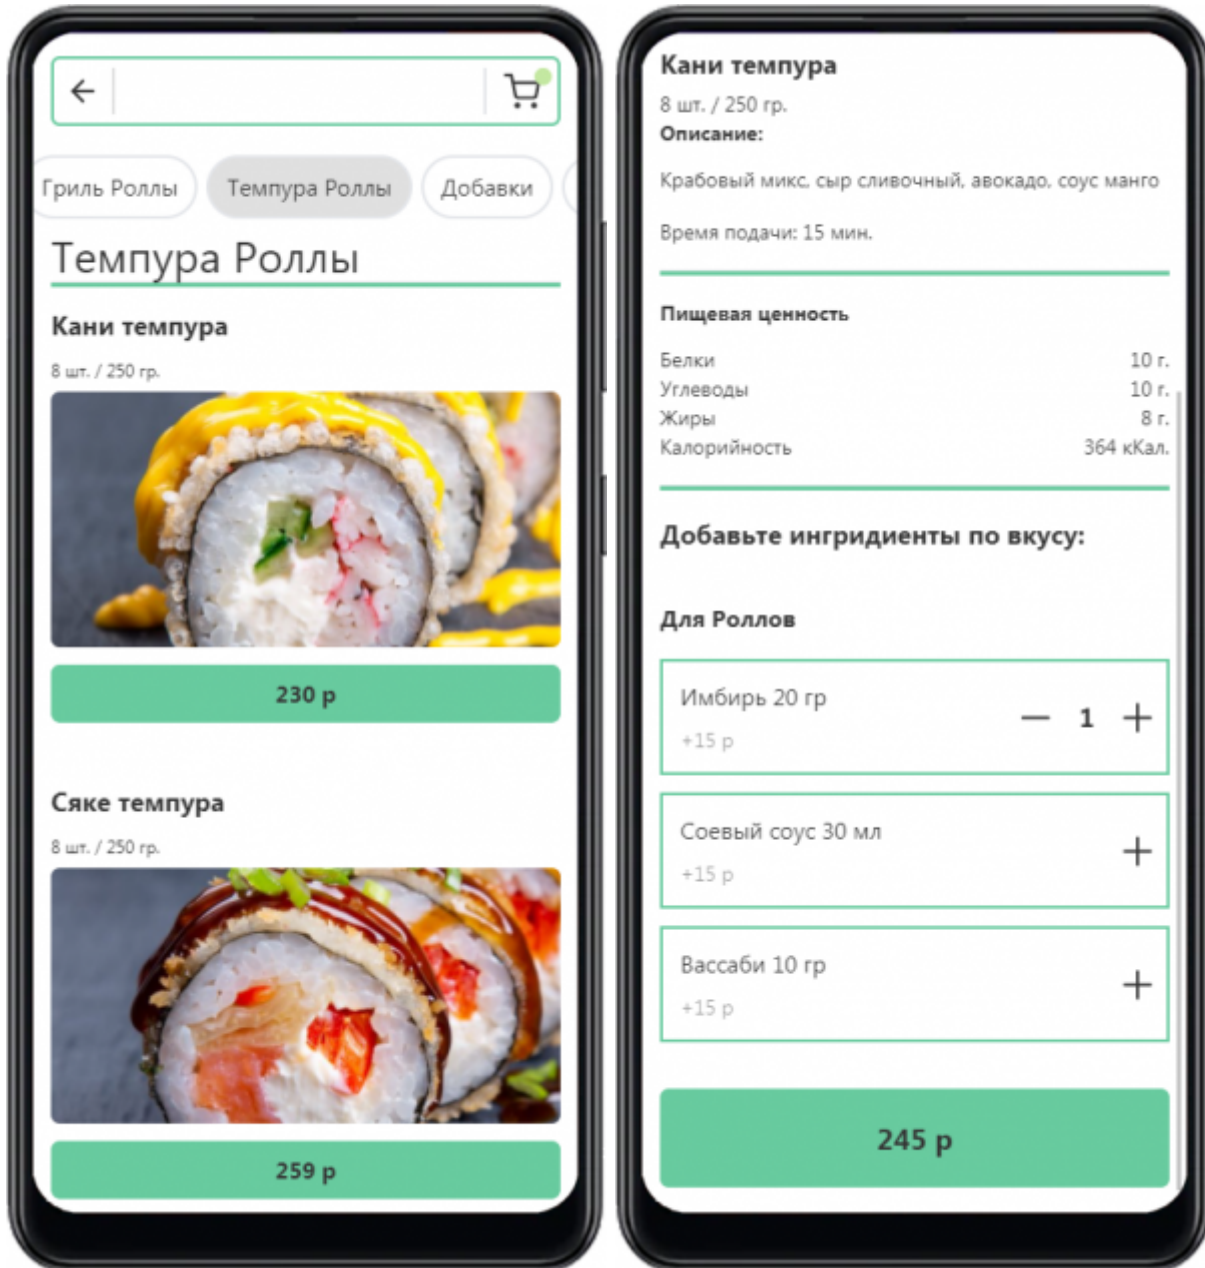 Гриль Роллы
Темпура Роллы
Добавки
Темпура Роллы
Кани темпура
8 шт. / 250 гр.
230 р
Сяке темпура
8 шт. / 250 гр.
259 р
Кани темпура
8 шт. / 250 гр.
Описание:
Крабовый микс, сыр сливочный, авокадо, соус манго
Время подачи: 15 мин.
Пищевая ценность
Белки 10 г.
Углеводы 10 г.
Жиры 8 г.
Калорийность 364 кКал.
Добавьте ингридиенты по вкусу:
Для Роллов
Имбирь 20 гр
— 1 +
+15 р
Соевый соус 30 мл
+
+15 р
Вассаби 10 гр
+
+15 р
245 р